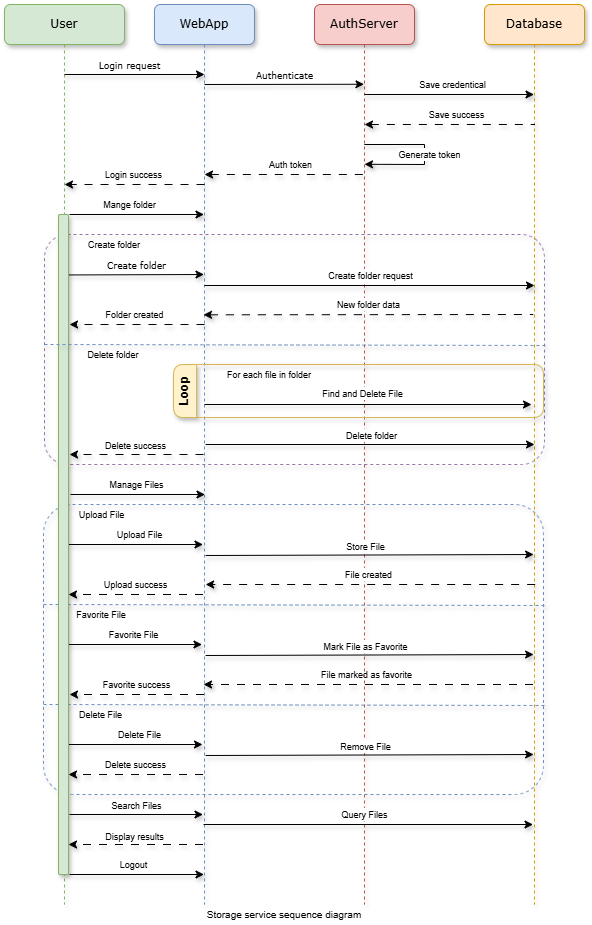 User
WebApp
AuthServer
Database
Login request
Authenticate
Save credentical
Save success
Generate token
Auth token
Login success
Mange folder
Create folder
Create folder
Create folder request
New folder data
Folder created
Delete folder
For each file in folder
Loop
Find and Delete File
Delete folder
Delete success
Manage Files
Upload File
Upload File
Store File
File created
Upload success
Favorite File
Favorite File
Mark File as Favorite
File marked as favorite
Favorite success
Delete File
Delete File
Remove File
Delete success
Search Files
Query Files
Display results
Logout
Storage service sequence diagram